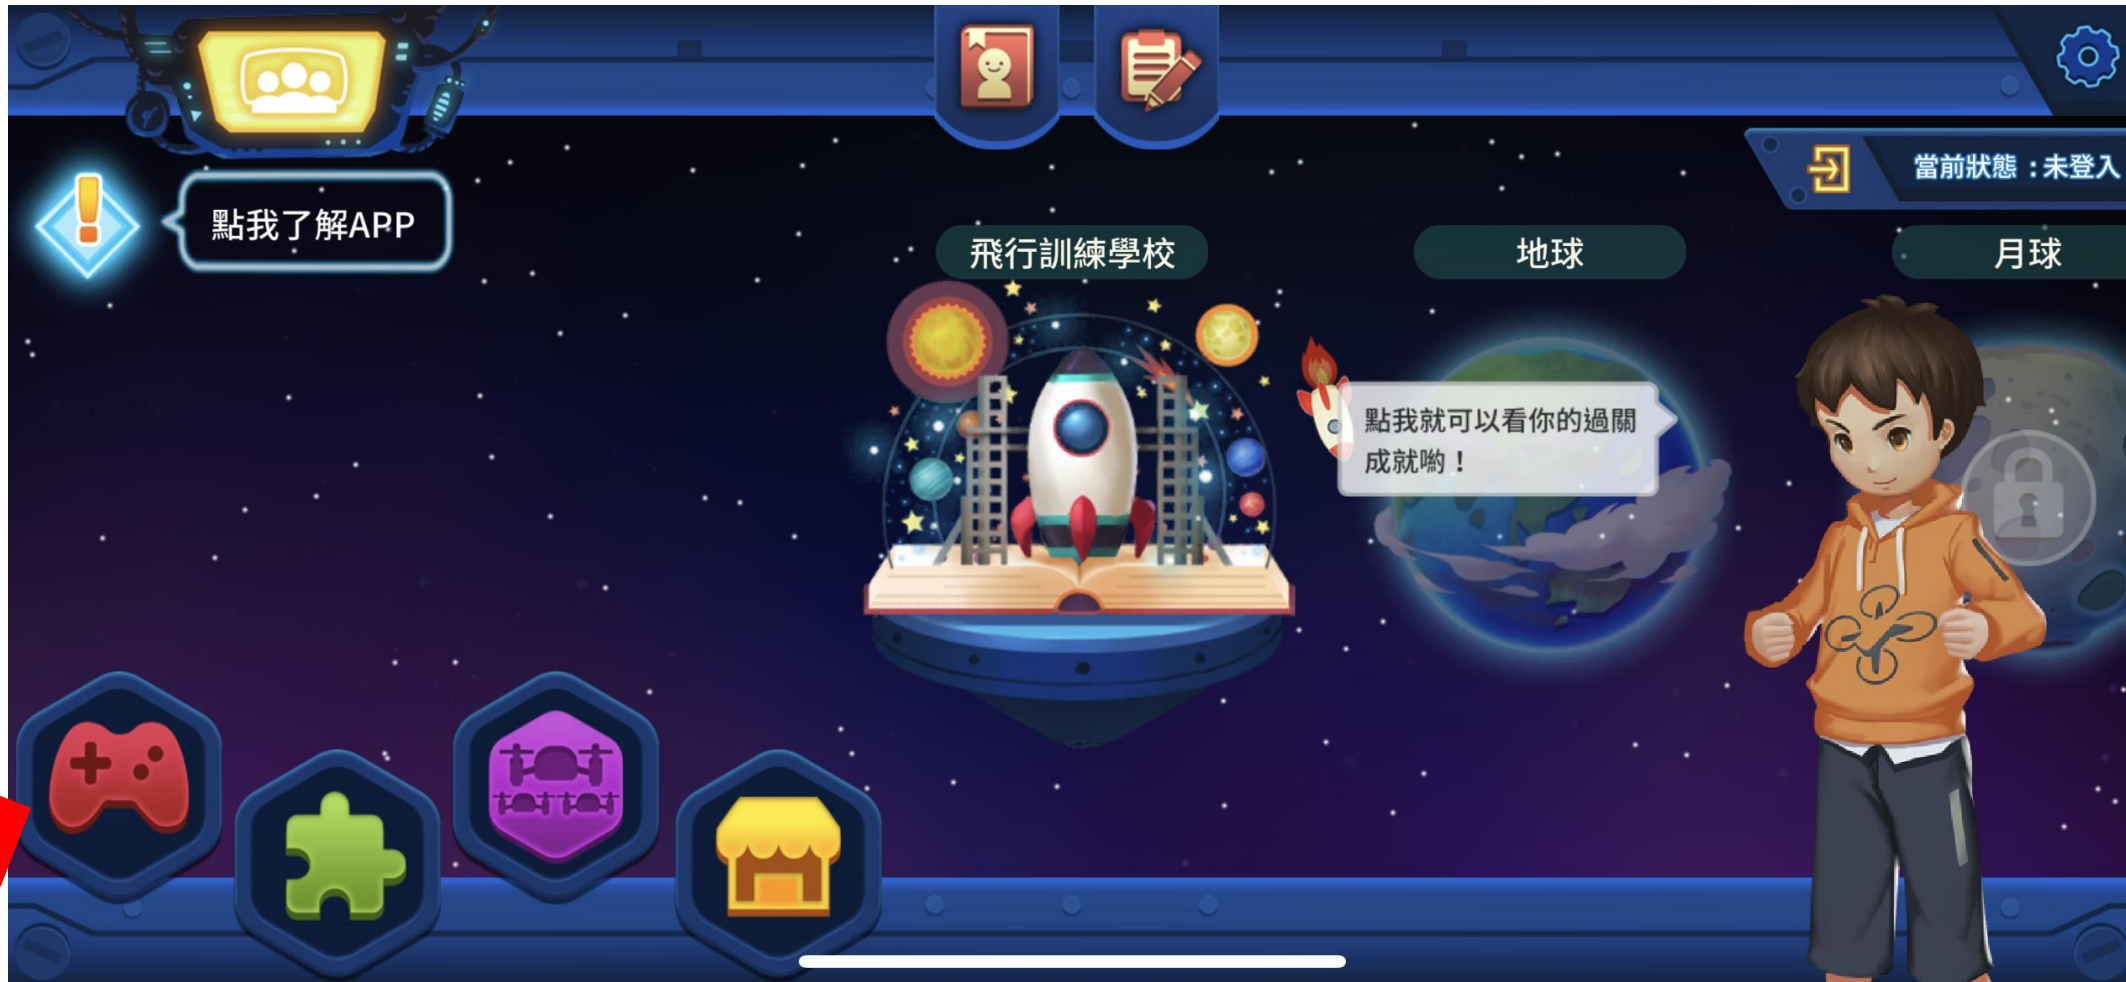 當前狀態：未登入
點我了解APP
飛行訓練學校
地球
月球
點我就可以看你的過關
成就喲！